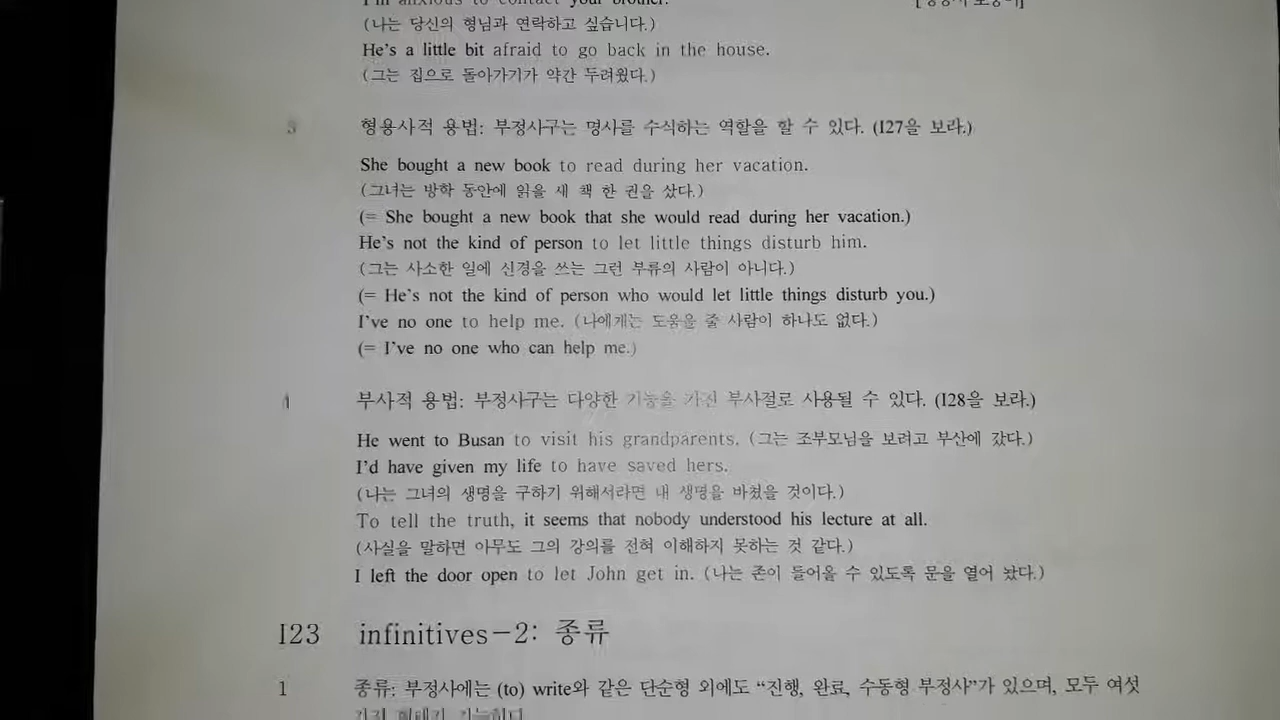 I'm anxious to contact your brother.
(나는 당신의 형님과 연락하고 싶습니다.)
He's a little bit afraid to go back in the house.
(그는 집으로 돌아가기가 약간 두려웠다.)
3 형용사적 용법: 부정사구는 명사를 수식하는 역할을 할 수 있다. (I27을 보라.)
She bought a new book to read during her vacation.
(그녀는 방학 동안에 읽을 새 책 한 권을 샀다.)
(= She bought a new book that she would read during her vacation.)
He's not the kind of person to let little things disturb him.
(그는 사소한 일에 신경을 쓰는 그런 부류의 사람이 아니다.)
(= He's not the kind of person who would let little things disturb you.)
I've no one to help me. (나에게는 도움을 줄 사람이 하나도 없다.)
(= I've no one who can help me.)
4 부사적 용법: 부정사구는 다양한 기능을 가진 부사절로 사용될 수 있다. (I28을 보라.)
He went to Busan to visit his grandparents. (그는 조부모님을 보려고 부산에 갔다.)
I'd have given my life to have saved hers.
(나는 그녀의 생명을 구하기 위해서라면 내 생명을 바쳤을 것이다.)
To tell the truth, it seems that nobody understood his lecture at all.
(사실을 말하면 아무도 그의 강의를 전혀 이해하지 못하는 것 같다.)
I left the door open to let John get in. (나는 존이 들어올 수 있도록 문을 열어 놨다.)
I23 infinitives-2: 종류
1 종류: 부정사에는 (to) write와 같은 단순형 외에도 “진행, 완료, 수동형 부정사”가 있으며, 모두 여섯